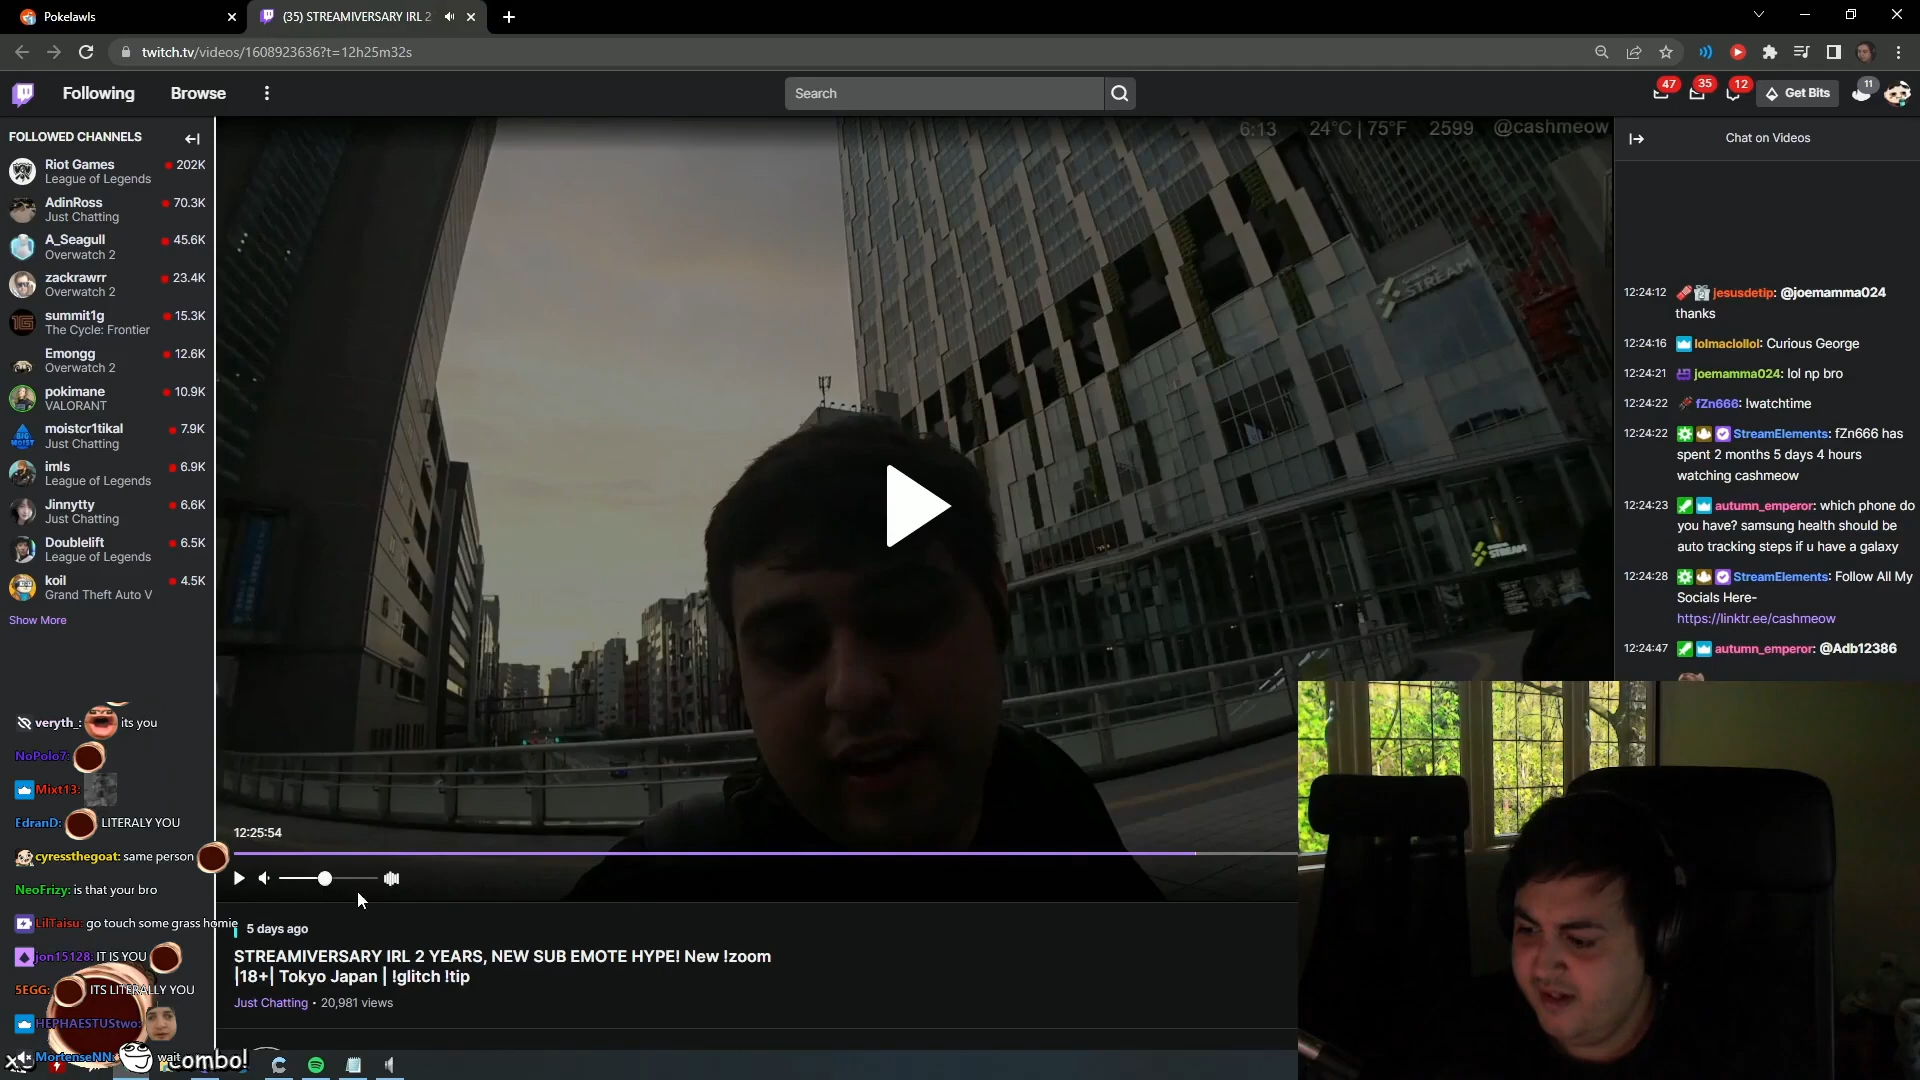 Pokelawls
(35) STREAMIVERSARY IRL 2
twitch.tv/videos/1608923636?t=12h25m32s
Following
Browse
Search
47
35
12
Get Bits
11
FOLLOWED CHANNELS
Riot Games
202K
League of Legends
AdinRoss
70.3K
Just Chatting
A_Seagull
45.6K
Overwatch 2
zackrawrr
23.4K
Overwatch 2
summit1g
15.3K
The Cycle: Frontier
Emongg
12.6K
Overwatch 2
pokimane
10.9K
VALORANT
moistcr1tikal
7.9K
Just Chatting
imls
6.9K
League of Legends
Jinnytty
6.6K
Just Chatting
Doublelift
6.5K
League of Legends
koil
4.5K
Grand Theft Auto V
Show More
veryth_: its you
NoPolo7:
Mixt13:
EdranD: LITERALY YOU
cyressthegoat: same person
NeoFrizy: is that your bro
LilTaisu: go touch some grass homie
jon15128: IT IS YOU
5EGG: ITS LITERALLY YOU
HEPHAESTUStwo:
MortenseNN: wait
combo!
6:13 24°C | 75°F 2599 @cashmeow
STREAM
STREAM
12:25:54
5 days ago
STREAMIVERSARY IRL 2 YEARS, NEW SUB EMOTE HYPE! New !zoom
|18+| Tokyo Japan | !glitch !tip
Just Chatting • 20,981 views
Chat on Videos
12:24:12 jesusdetip: @joemamma024
thanks
12:24:16 lolmaclollol: Curious George
12:24:21 joemamma024: lol np bro
12:24:22 fZn666: !watchtime
12:24:22 StreamElements: fZn666 has
spent 2 months 5 days 4 hours
watching cashmeow
12:24:23 autumn_emperor: which phone do
you have? samsung health should be
auto tracking steps if u have a galaxy
12:24:28 StreamElements: Follow All My
Socials Here-
https://linktr.ee/cashmeow
12:24:47 autumn_emperor: @Adb12386